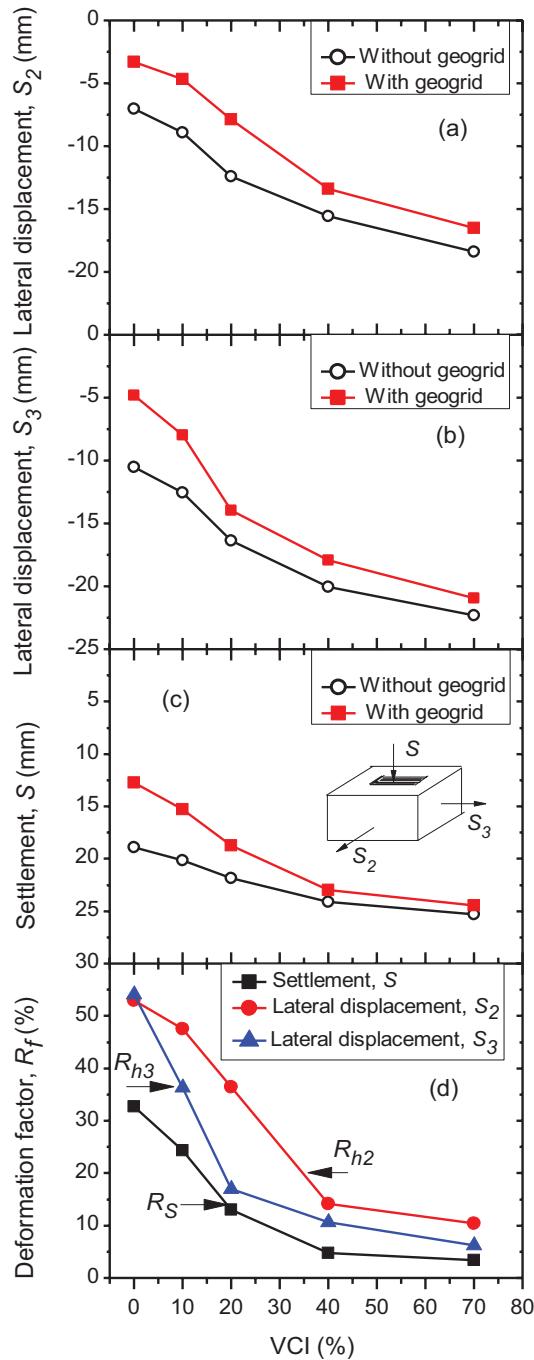 Lateral displacement, S2 (mm)
0
-5
-10
-15
-20
Without geogrid
With geogrid
(a)
Lateral displacement, S3 (mm)
0
-5
-10
-15
-20
-25
Without geogrid
With geogrid
(b)
Settlement, S (mm)
5
10
15
20
25
30
(c)
Without geogrid
With geogrid
S
S3
S2
Deformation factor, Rf (%)
50
40
30
20
10
0
Settlement, S
Lateral displacement, S2
Lateral displacement, S3
(d)
Rh3
Rh2
RS
0 10 20 30 40 50 60 70 80
VCI (%)